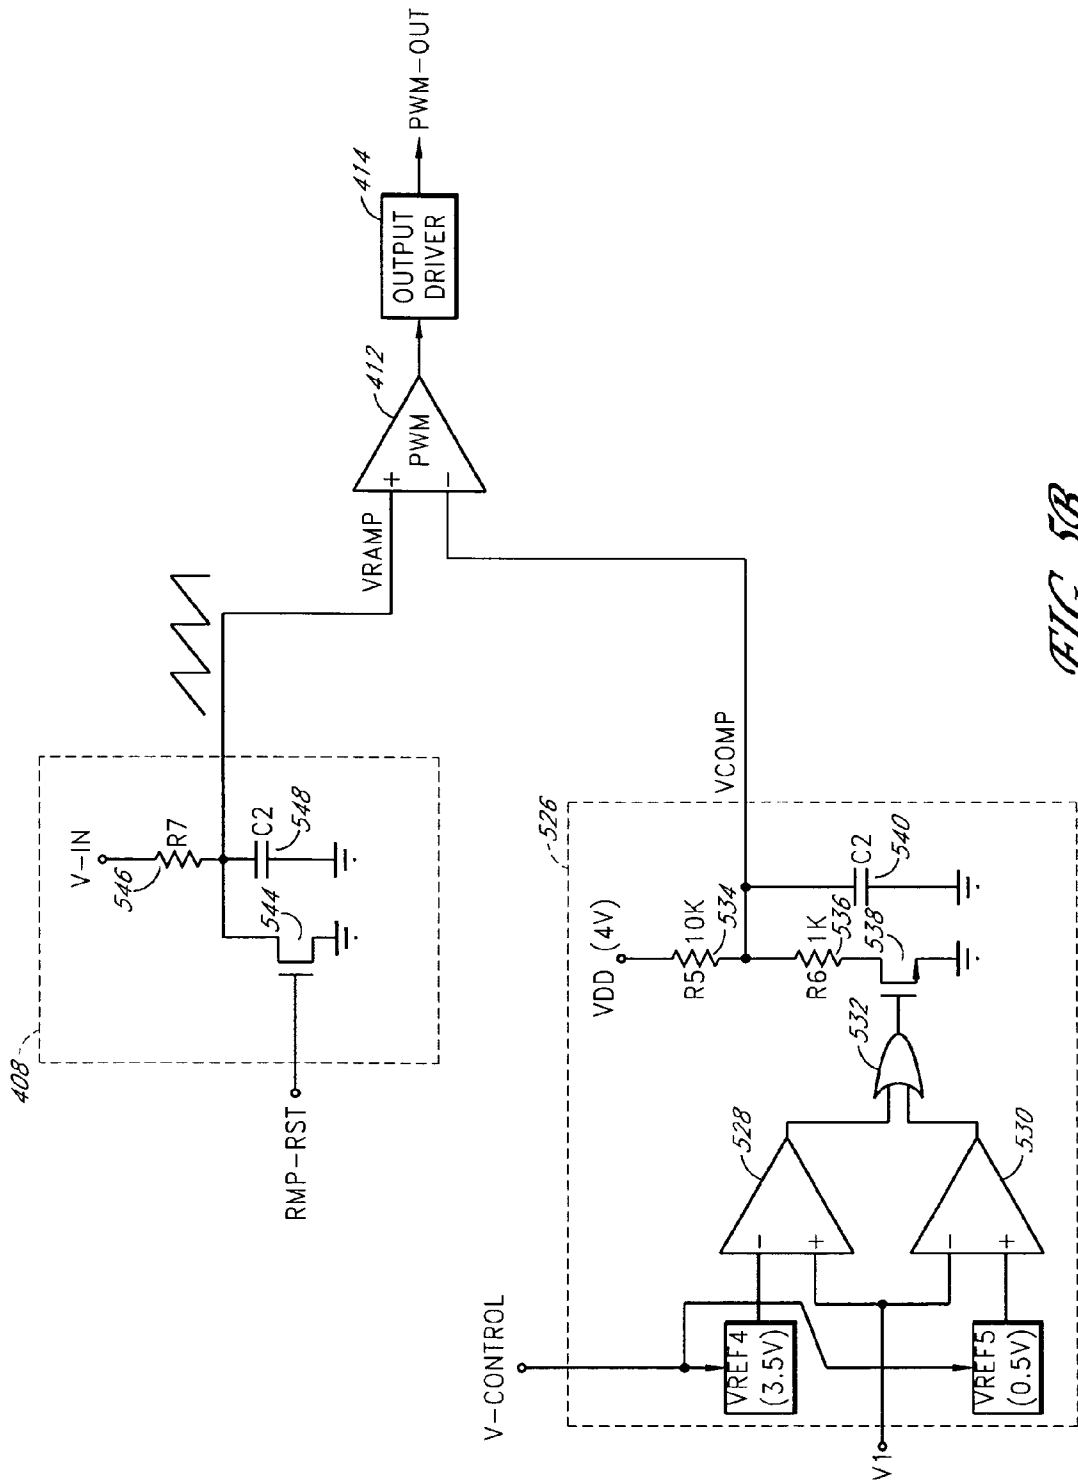 408
V-IN
546
R7
C2
548
544
RMP-RST
VRAMP
+
−
PWM
412
OUTPUT
DRIVER
414
PWM-OUT
V-CONTROL
526
VDD (4V)
R5
10K
534
VCOMP
R6
1K
536
538
C2
540
532
528
−
+
530
−
+
VREF4
(3.5V)
VREF5
(0.5V)
V1
FIG. 5B